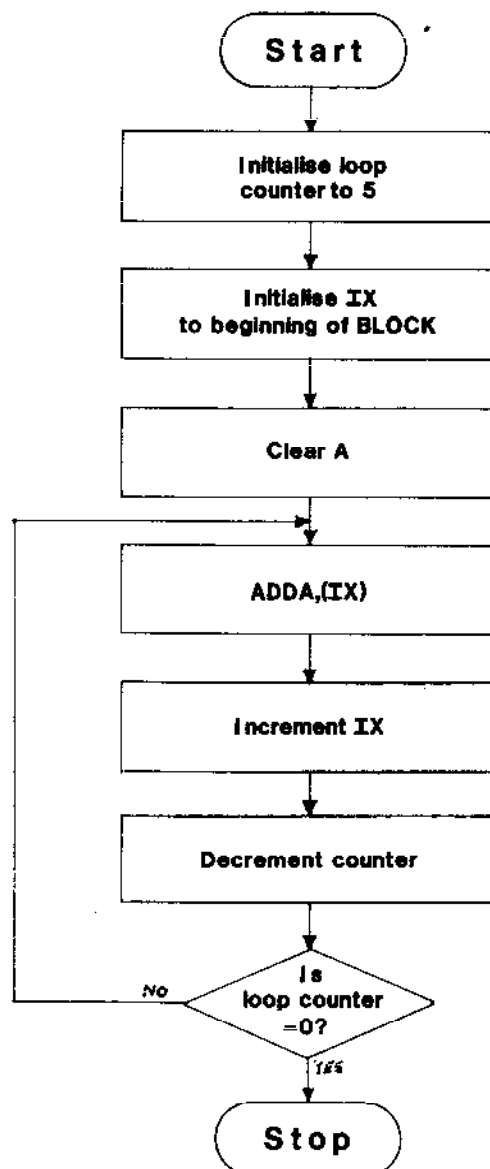 Start
Initialise loop
counter to 5
Initialise IX
to beginning of BLOCK
Clear A
ADDA,(IX)
Increment IX
Decrement counter
Is
loop counter
=0?
No
YES
Stop